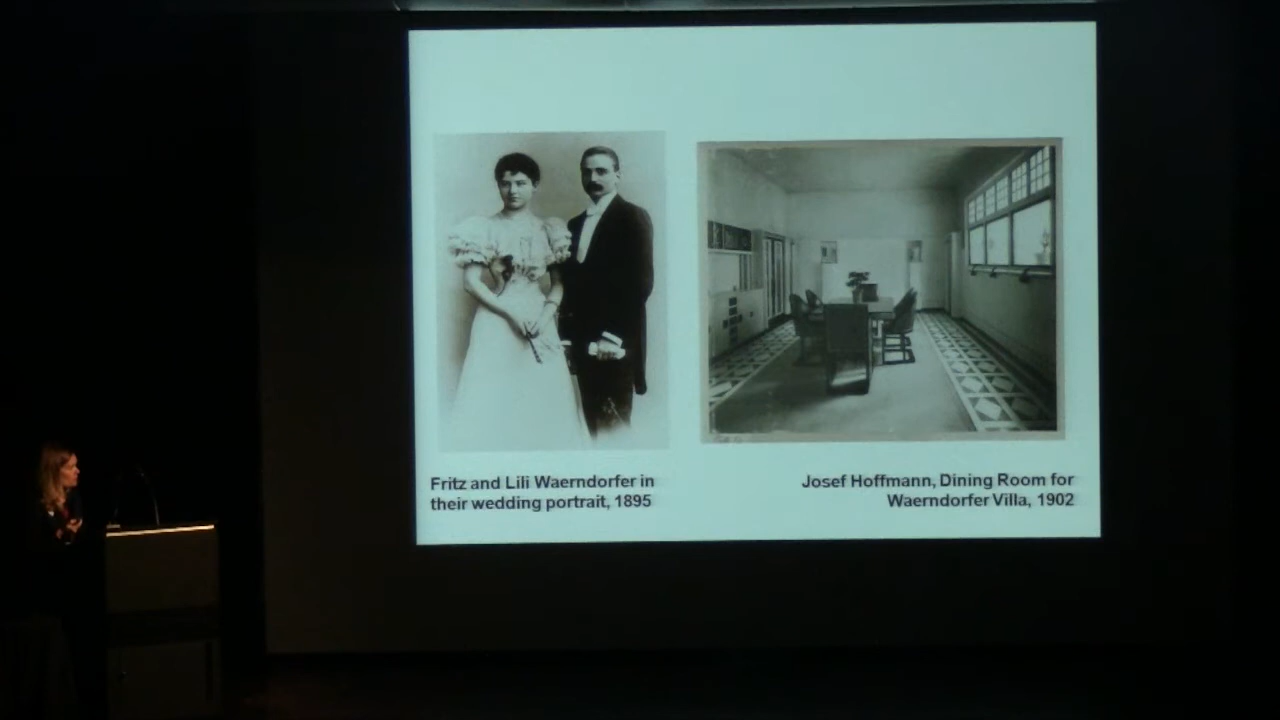 Fritz and Lili Waerndorfer in
their wedding portrait, 1895
Josef Hoffmann, Dining Room for
Waerndorfer Villa, 1902